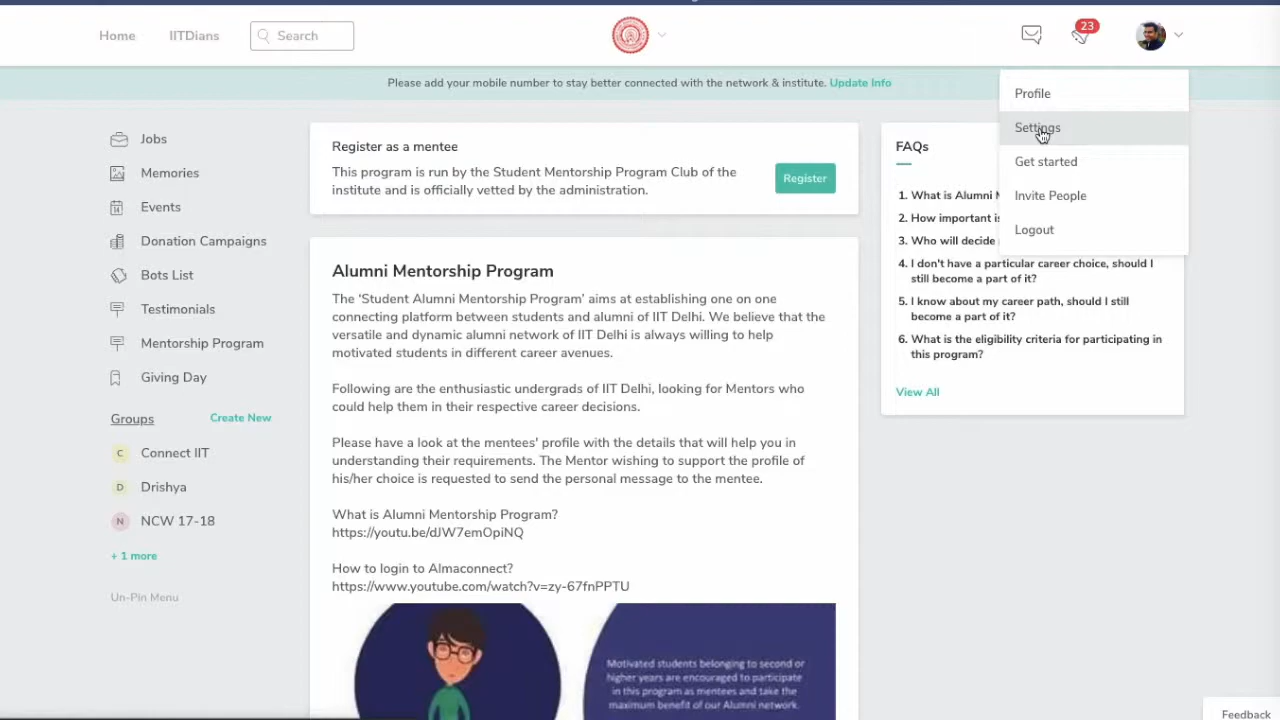 Home
IITDians
Search
23
Please add your mobile number to stay better connected with the network & institute. Update Info
Profile
Settings
Get started
Invite People
Logout
Jobs
Memories
Events
Donation Campaigns
Bots List
Testimonials
Mentorship Program
Giving Day
Groups
Create New
C
Connect IIT
D
Drishya
N
NCW 17-18
+ 1 more
Un-Pin Menu
Register as a mentee
This program is run by the Student Mentorship Program Club of the
institute and is officially vetted by the administration.
Register
Alumni Mentorship Program
The ‘Student Alumni Mentorship Program’ aims at establishing one on one
connecting platform between students and alumni of IIT Delhi. We believe that the
versatile and dynamic alumni network of IIT Delhi is always willing to help
motivated students in different career avenues.
Following are the enthusiastic undergrads of IIT Delhi, looking for Mentors who
could help them in their respective career decisions.
Please have a look at the mentees' profile with the details that will help you in
understanding their requirements. The Mentor wishing to support the profile of
his/her choice is requested to send the personal message to the mentee.
What is Alumni Mentorship Program?
https://youtu.be/dJW7emOpiNQ
How to login to Almaconnect?
https://www.youtube.com/watch?v=zy-67fnPPTU
Motivated students belonging to second or
higher years are encouraged to participate
in this program as mentees and take the
maximum benefit of our Alumni network.
FAQs
1. What is Alumni
2. How important is
3. Who will decide
4. I don't have a particular career choice, should I
still become a part of it?
5. I know about my career path, should I still
become a part of it?
6. What is the eligibility criteria for participating in
this program?
View All
Feedback